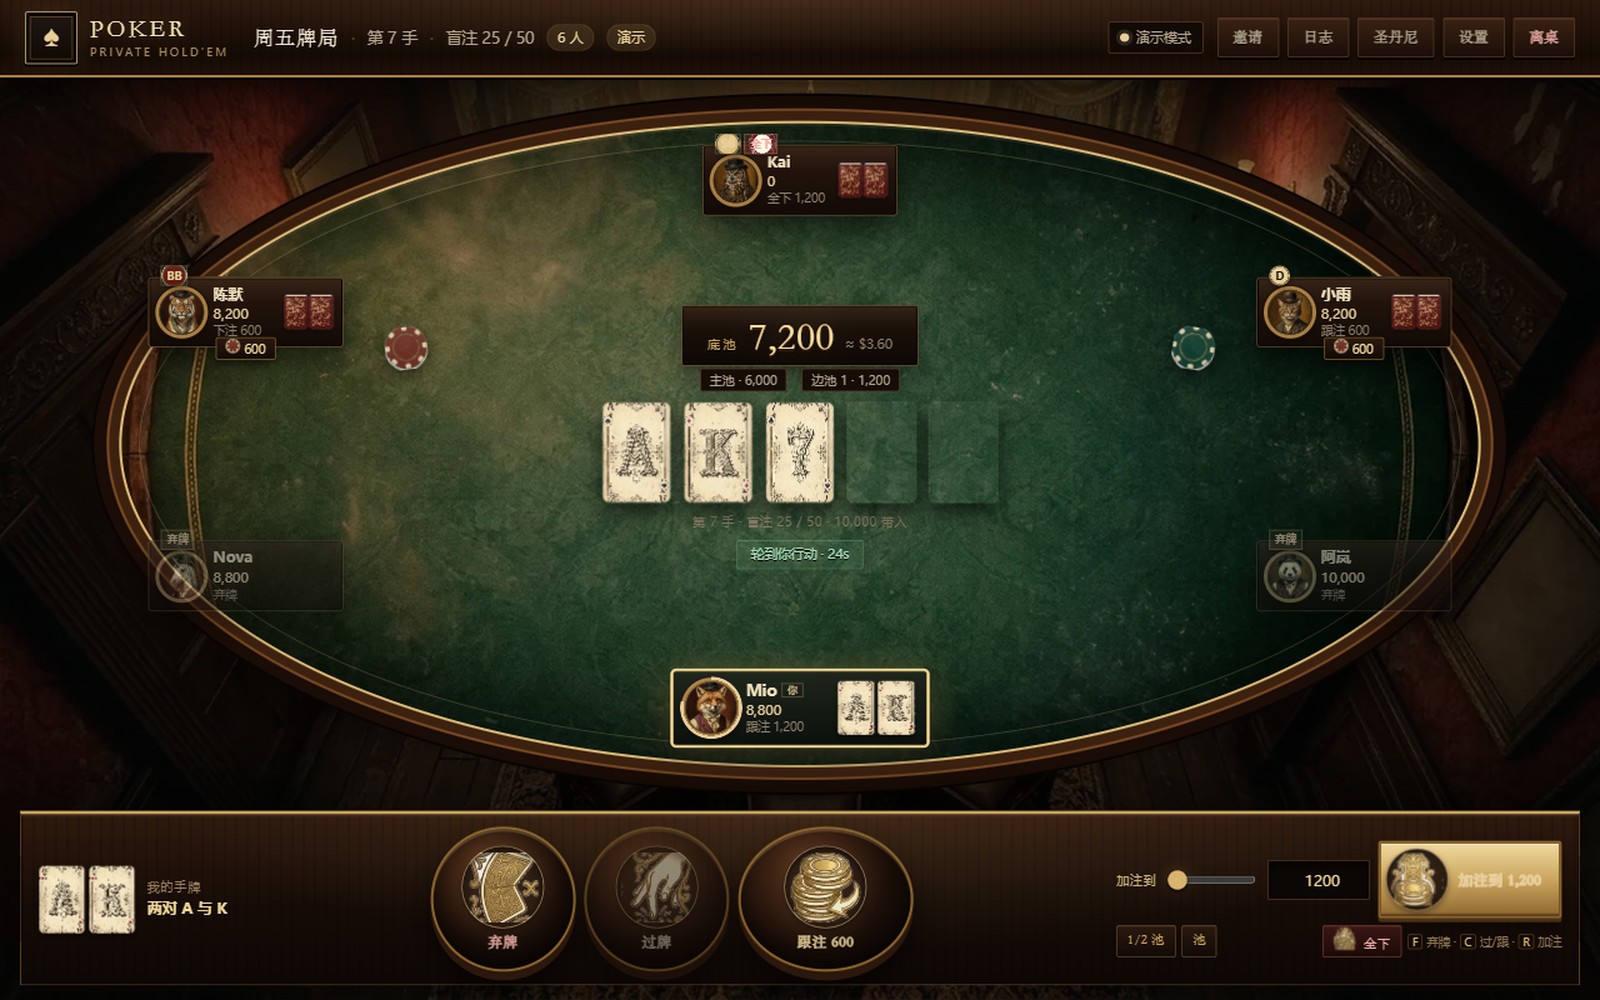 POKER
PRIVATE HOLD'EM
周五牌局 · 第 7 手 · 盲注 25 / 50
6 人
演示
演示模式
邀请
日志
圣丹尼
设置
离桌
全下
Kai
0
全下 1,200
BB
陈默
8,200
下注 600
600
D
小雨
8,200
跟注 600
600
底池 7,200 ≈ $3.60
主池 · 6,000
边池 1 · 1,200
A
K
7
第 7 手 · 盲注 25 / 50 · 10,000 带入
轮到你行动 · 24s
弃牌
Nova
8,800
弃牌
弃牌
阿岚
10,000
弃牌
Mio 你
8,800
跟注 1,200
A
K
A
K
我的手牌
两对 A 与 K
弃牌
过牌
跟注 600
加注到
1200
加注到 1,200
1/2 池
池
全下
F 弃牌 · C 过/跟 · R 加注